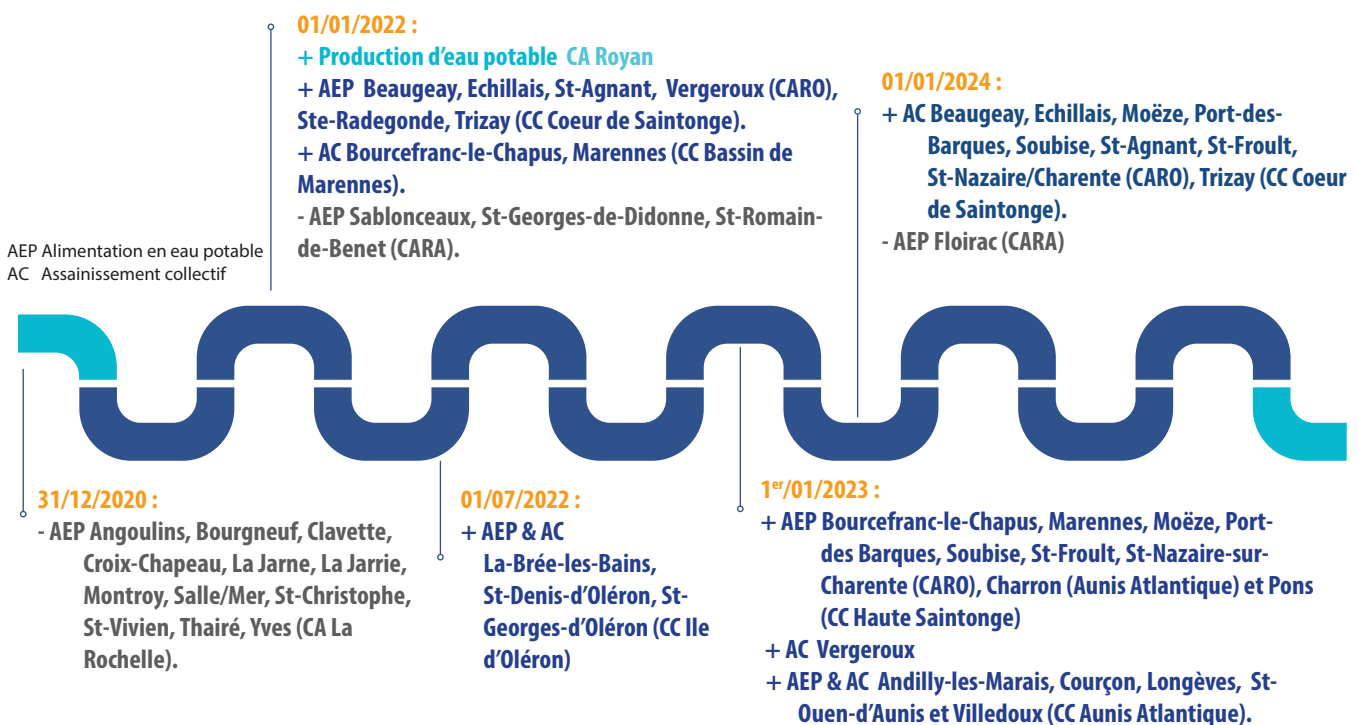 01/01/2022 :
+ Production d’eau potable CA Royan
+ AEP Beaugeay, Echillais, St-Agnant, Vergeroux (CARO),
Ste-Radegonde, Trizay (CC Coeur de Saintonge).
+ AC Bourcefranc-le-Chapus, Marennes (CC Bassin de
Marennes).
- AEP Sablonceaux, St-Georges-de-Didonne, St-Romain-
de-Benet (CARA).
01/01/2024 :
+ AC Beaugeay, Echillais, Moëze, Port-des-
Barques, Soubise, St-Agnant, St-Froult,
St-Nazaire/Charente (CARO), Trizay (CC Coeur
de Saintonge).
- AEP Floirac (CARA)
AEP Alimentation en eau potable
AC Assainissement collectif
31/12/2020 :
- AEP Angoulins, Bourgneuf, Clavette,
Croix-Chapeau, La Jarne, La Jarrie,
Montroy, Salle/Mer, St-Christophe,
St-Vivien, Thairé, Yves (CA La
Rochelle).
01/07/2022 :
+ AEP & AC
La-Brée-les-Bains,
St-Denis-d’Oléron, St-
Georges-d’Oléron (CC Ile
d’Oléron)
1er/01/2023 :
+ AEP Bourcefranc-le-Chapus, Marennes, Moëze, Port-
des Barques, Soubise, St-Froult, St-Nazaire-sur-
Charente (CARO), Charron (Aunis Atlantique) et Pons
(CC Haute Saintonge)
+ AC Vergeroux
+ AEP & AC Andilly-les-Marais, Courçon, Longèves, St-
Ouen-d’Aunis et Villedoux (CC Aunis Atlantique).